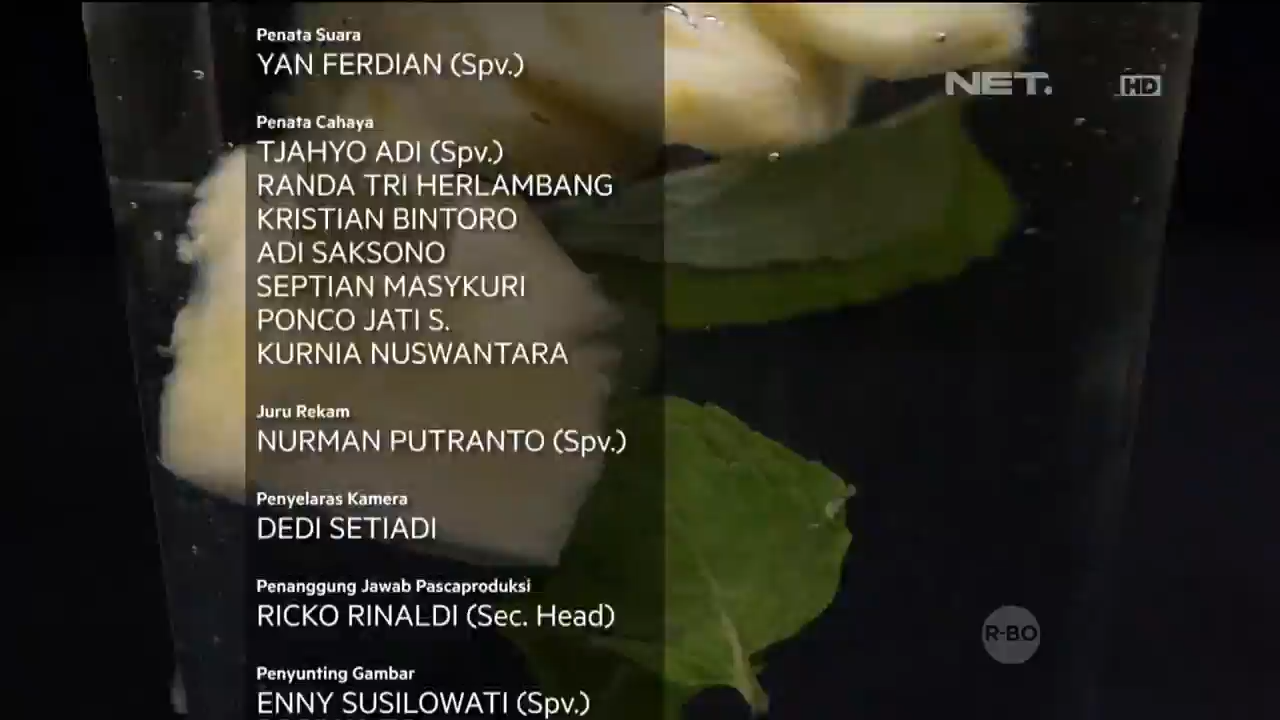 Penata Suara
YAN FERDIAN (Spv.)
NET.
HD
Penata Cahaya
TJAHYO ADI (Spv.)
RANDA TRI HERLAMBANG
KRISTIAN BINTORO
ADI SAKSONO
SEPTIAN MASYKURI
PONCO JATI S.
KURNIA NUSWANTARA
Juru Rekam
NURMAN PUTRANTO (Spv.)
Penyelaras Kamera
DEDI SETIADI
Penanggung Jawab Pascaproduksi
RICKO RINALDI (Sec. Head)
R-BO
Penyunting Gambar
ENNY SUSILOWATI (Spv.)